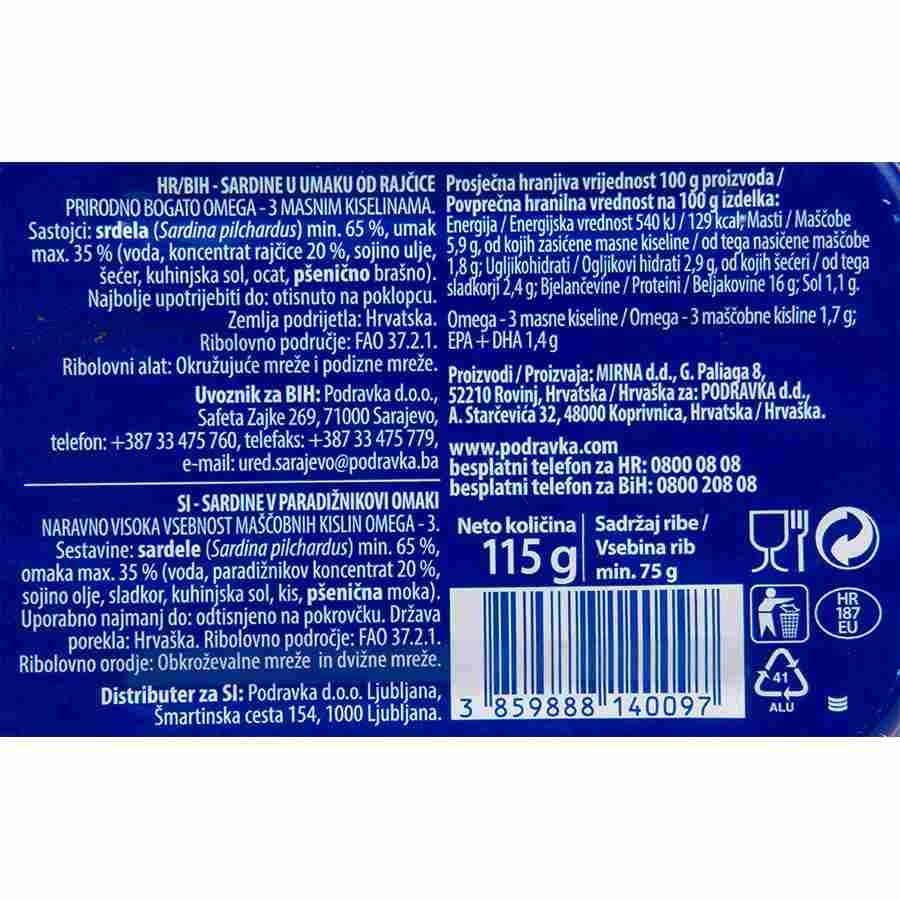 HR/BIH - SARDINE U UMAKU OD RAJČICE
PRIRODNO BOGATO OMEGA - 3 MASNIM KISELINAMA.
Sastojci: srdela (Sardina pilchardus) min. 65 %, umak
max. 35 % (voda, koncentrat rajčice 20 %, sojino ulje,
šećer, kuhinjska sol, ocat, pšenično brašno).
Najbolje upotrijebiti do: otisnuto na poklopcu.
Zemlja podrijetla: Hrvatska.
Ribolovno područje: FAO 37.2.1.
Ribolovni alat: Okružujuće mreže i podizne mreže.
Uvoznik za BIH: Podravka d.o.o.,
Safeta Zajke 269, 71000 Sarajevo,
telefon: +387 33 475 760, telefaks: +387 33 475 779,
e-mail: ured.sarajevo@podravka.ba
SI - SARDINE V PARADIŽNIKOVI OMAKI
NARAVNO VISOKA VSEBNOST MAŠČOBNIH KISLIN OMEGA - 3.
Sestavine: sardele (Sardina pilchardus) min. 65 %,
omaka max. 35 % (voda, paradižnikov koncentrat 20 %,
sojino olje, sladkor, kuhinjska sol, kis, pšenična moka).
Uporabno najmanj do: odtisnjeno na pokrovčku. Država
porekla: Hrvaška. Ribolovno področje: FAO 37.2.1.
Ribolovno orodje: Obkroževalne mreže in dvižne mreže.
Distributer za SI: Podravka d.o.o. Ljubljana,
Šmartinska cesta 154, 1000 Ljubljana.
Prosječna hranjiva vrijednost 100 g proizvoda /
Povprečna hranilna vrednost na 100 g izdelka:
Energija / Energijska vrednost 540 kJ / 129 kcal; Masti / Maščobe
5,9 g, od kojih zasićene masne kiseline / od tega nasičene maščobe
1,8 g; Ugljikohidrati / Ogljikovi hidrati 2,9 g, od kojih šećeri / od tega
sladkorji 2,4 g; Bjelančevine / Proteini / Beljakovine 16 g; Sol 1,1 g.
Omega - 3 masne kiseline / Omega - 3 maščobne kisline 1,7 g;
EPA + DHA 1,4 g
Proizvodi / Proizvaja: MIRNA d.d., G. Paliaga 8,
52210 Rovinj, Hrvatska / Hrvaška za: PODRAVKA d.d.,
A. Starčevića 32, 48000 Koprivnica, Hrvatska / Hrvaška.
www.podravka.com
besplatni telefon za HR: 0800 08 08
besplatni telefon za BiH: 0800 208 08
Neto količina
115 g
Sadržaj ribe /
Vsebina rib
min. 75 g
3 859888 140097
HR
187
EU
41
ALU